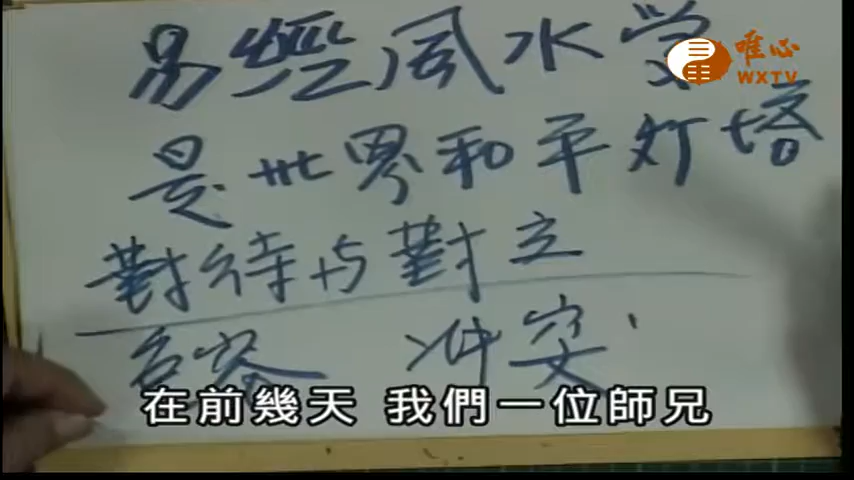 易經風水学
是世界和平灯塔
對待与對立
包容 冲突
在前幾天 我們一位師兄
唯心
WXTV